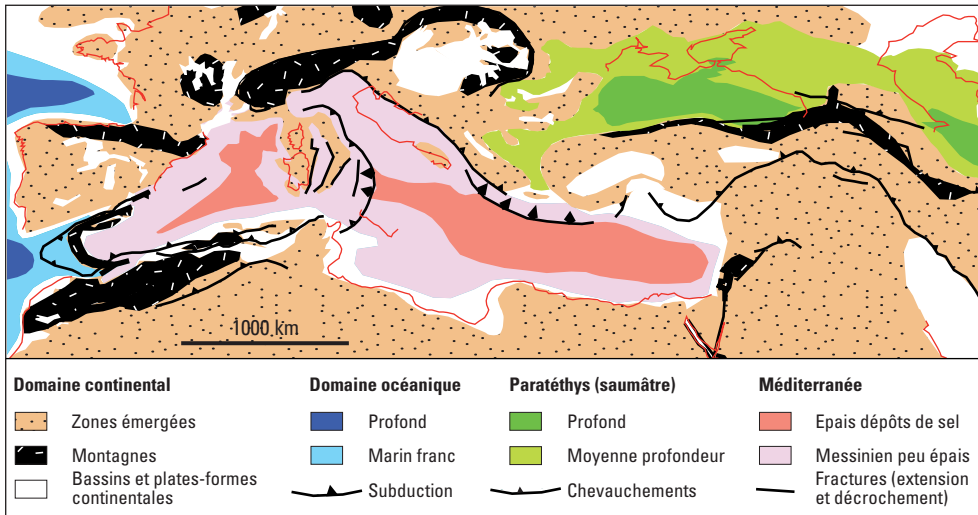 1000 km
Domaine continental
Zones émergées
Montagnes
Bassins et plates-formes
continentales
Domaine océanique
Profond
Marin franc
Subduction
Paratéthys (saumâtre)
Profond
Moyenne profondeur
Chevauchements
Méditerranée
Epais dépôts de sel
Messinien peu épais
Fractures (extension
et décrochement)